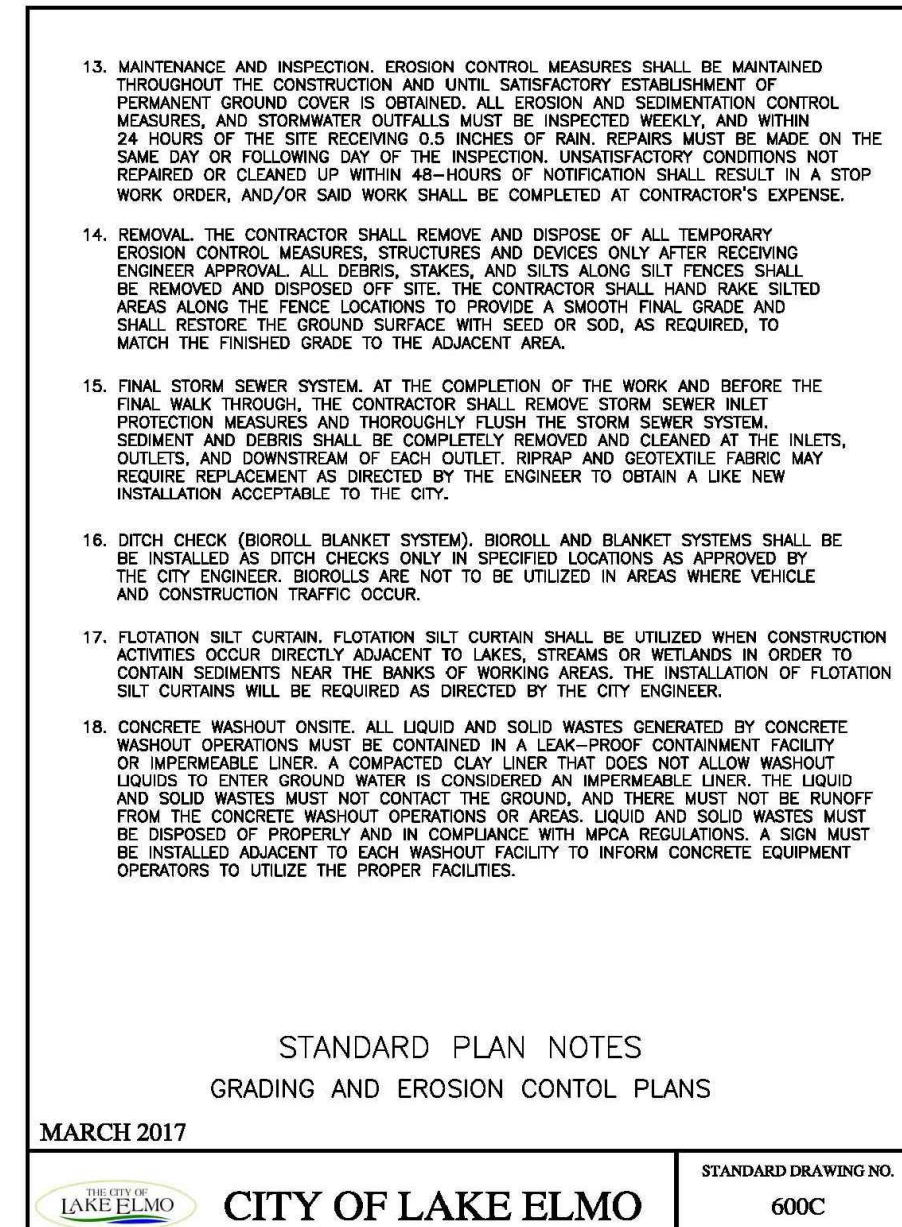 13. MAINTENANCE AND INSPECTION. EROSION CONTROL MEASURES SHALL BE MAINTAINED
THROUGHOUT THE CONSTRUCTION AND UNTIL SATISFACTORY ESTABLISHMENT OF
PERMANENT GROUND COVER IS OBTAINED. ALL EROSION AND SEDIMENTATION CONTROL
MEASURES, AND STORMWATER OUTFALLS MUST BE INSPECTED WEEKLY, AND WITHIN
24 HOURS OF THE SITE RECEIVING 0.5 INCHES OF RAIN. REPAIRS MUST BE MADE ON THE
SAME DAY OR FOLLOWING DAY OF THE INSPECTION. UNSATISFACTORY CONDITIONS NOT
REPAIRED OR CLEANED UP WITHIN 48-HOURS OF NOTIFICATION SHALL RESULT IN A STOP
WORK ORDER, AND/OR SAID WORK SHALL BE COMPLETED AT CONTRACTOR'S EXPENSE.
14. REMOVAL. THE CONTRACTOR SHALL REMOVE AND DISPOSE OF ALL TEMPORARY
EROSION CONTROL MEASURES, STRUCTURES AND DEVICES ONLY AFTER RECEIVING
ENGINEER APPROVAL. ALL DEBRIS, STAKES, AND SILTS ALONG SILT FENCES SHALL
BE REMOVED AND DISPOSED OFF SITE. THE CONTRACTOR SHALL HAND RAKE SILTED
AREAS ALONG THE FENCE LOCATIONS TO PROVIDE A SMOOTH FINAL GRADE AND
SHALL RESTORE THE GROUND SURFACE WITH SEED OR SOD, AS REQUIRED, TO
MATCH THE FINISHED GRADE TO THE ADJACENT AREA.
15. FINAL STORM SEWER SYSTEM. AT THE COMPLETION OF THE WORK AND BEFORE THE
FINAL WALK THROUGH, THE CONTRACTOR SHALL REMOVE STORM SEWER INLET
PROTECTION MEASURES AND THOROUGHLY FLUSH THE STORM SEWER SYSTEM.
SEDIMENT AND DEBRIS SHALL BE COMPLETELY REMOVED AND CLEANED AT THE INLETS,
OUTLETS, AND DOWNSTREAM OF EACH OUTLET. RIPRAP AND GEOTEXTILE FABRIC MAY
REQUIRE REPLACEMENT AS DIRECTED BY THE ENGINEER TO OBTAIN A LIKE NEW
INSTALLATION ACCEPTABLE TO THE CITY.
16. DITCH CHECK (BIOROLL BLANKET SYSTEM). BIOROLL AND BLANKET SYSTEMS SHALL BE
BE INSTALLED AS DITCH CHECKS ONLY IN SPECIFIED LOCATIONS AS APPROVED BY
THE CITY ENGINEER. BIOROLLS ARE NOT TO BE UTILIZED IN AREAS WHERE VEHICLE
AND CONSTRUCTION TRAFFIC OCCUR.
17. FLOTATION SILT CURTAIN. FLOTATION SILT CURTAIN SHALL BE UTILIZED WHEN CONSTRUCTION
ACTIVITIES OCCUR DIRECTLY ADJACENT TO LAKES, STREAMS OR WETLANDS IN ORDER TO
CONTAIN SEDIMENTS NEAR THE BANKS OF WORKING AREAS. THE INSTALLATION OF FLOTATION
SILT CURTAINS WILL BE REQUIRED AS DIRECTED BY THE CITY ENGINEER.
18. CONCRETE WASHOUT ONSITE. ALL LIQUID AND SOLID WASTES GENERATED BY CONCRETE
WASHOUT OPERATIONS MUST BE CONTAINED IN A LEAK-PROOF CONTAINMENT FACILITY
OR IMPERMEABLE LINER. A COMPACTED CLAY LINER THAT DOES NOT ALLOW WASHOUT
LIQUIDS TO ENTER GROUND WATER IS CONSIDERED AN IMPERMEABLE LINER. THE LIQUID
AND SOLID WASTES MUST NOT CONTACT THE GROUND, AND THERE MUST NOT BE RUNOFF
FROM THE CONCRETE WASHOUT OPERATIONS OR AREAS. LIQUID AND SOLID WASTES MUST
BE DISPOSED OF PROPERLY AND IN COMPLIANCE WITH MPCA REGULATIONS. A SIGN MUST
BE INSTALLED ADJACENT TO EACH WASHOUT FACILITY TO INFORM CONCRETE EQUIPMENT
OPERATORS TO UTILIZE THE PROPER FACILITIES.
STANDARD PLAN NOTES
GRADING AND EROSION CONTOL PLANS
MARCH 2017
THE CITY OF
LAKE ELMO
CITY OF LAKE ELMO
STANDARD DRAWING NO.
600C